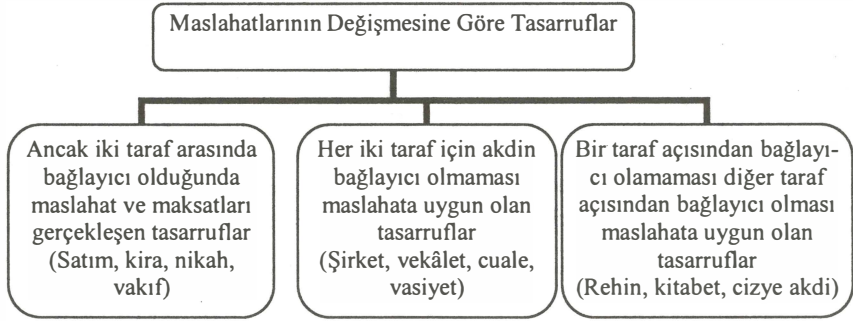 Maslahatlarının Değişmesine Göre Tasarruflar
Ancak iki taraf arasında
bağlayıcı olduğunda
maslahat ve maksatları
gerçekleşen tasarruflar
(Satım, kira, nikah,
vakıf)
Her iki taraf için akdin
bağlayıcı olmaması
maslahata uygun olan
tasarruflar
(Şirket, vekâlet, cuale,
vasiyet)
Bir taraf açısından bağlayı-
cı olamaması diğer taraf
açısından bağlayıcı olması
maslahata uygun olan
tasarruflar
(Rehin, kitabet, cizye akdi)